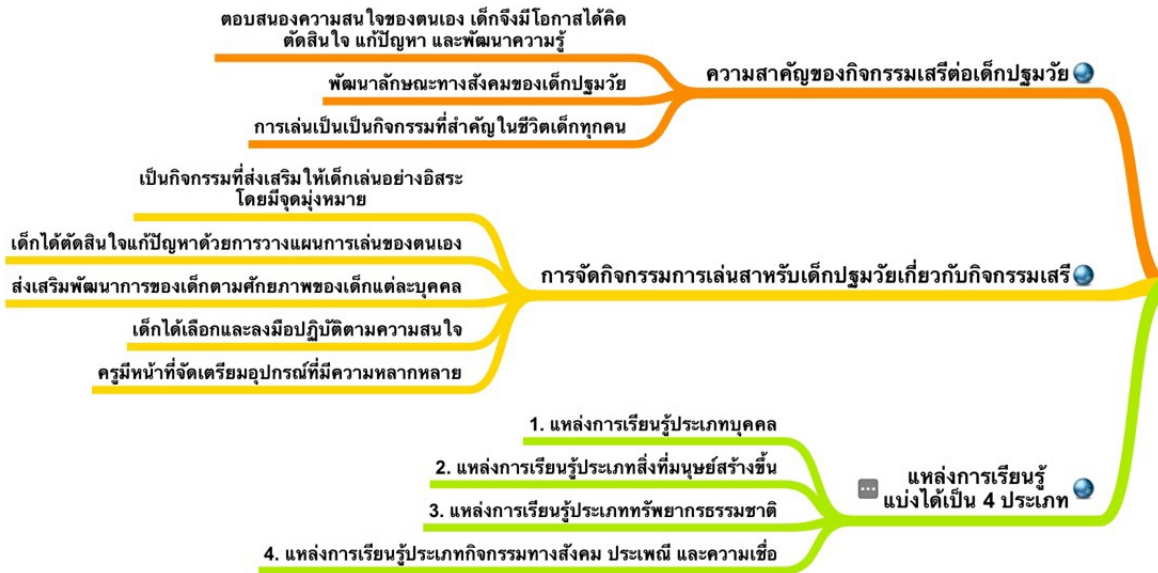 ความสาคัญของกิจกรรมเสรีต่อเด็กปฐมวัย
ตอบสนองความสนใจของตนเอง เด็กจึงมีโอกาสได้คิด
ตัดสินใจ แก้ปัญหา และพัฒนาความรู้
พัฒนาลักษณะทางสังคมของเด็กปฐมวัย
การเล่นเป็นเป็นกิจกรรมที่สำคัญในชีวิตเด็กทุกคน
การจัดกิจกรรมการเล่นสาหรับเด็กปฐมวัยเกี่ยวกับกิจกรรมเสรี
เป็นกิจกรรมที่ส่งเสริมให้เด็กเล่นอย่างอิสระ
โดยมีจุดมุ่งหมาย
เด็กได้ตัดสินใจแก้ปัญหาด้วยการวางแผนการเล่นของตนเอง
ส่งเสริมพัฒนาการของเด็กตามศักยภาพของเด็กแต่ละบุคคล
เด็กได้เลือกและลงมือปฏิบัติตามความสนใจ
ครูมีหน้าที่จัดเตรียมอุปกรณ์ที่มีความหลากหลาย
แหล่งการเรียนรู้
แบ่งได้เป็น 4 ประเภท
1. แหล่งการเรียนรู้ประเภทบุคคล
2. แหล่งการเรียนรู้ประเภทสิ่งที่มนุษย์สร้างขึ้น
3. แหล่งการเรียนรู้ประเภททรัพยากรธรรมชาติ
4. แหล่งการเรียนรู้ประเภทกิจกรรมทางสังคม ประเพณี และความเชื่อ